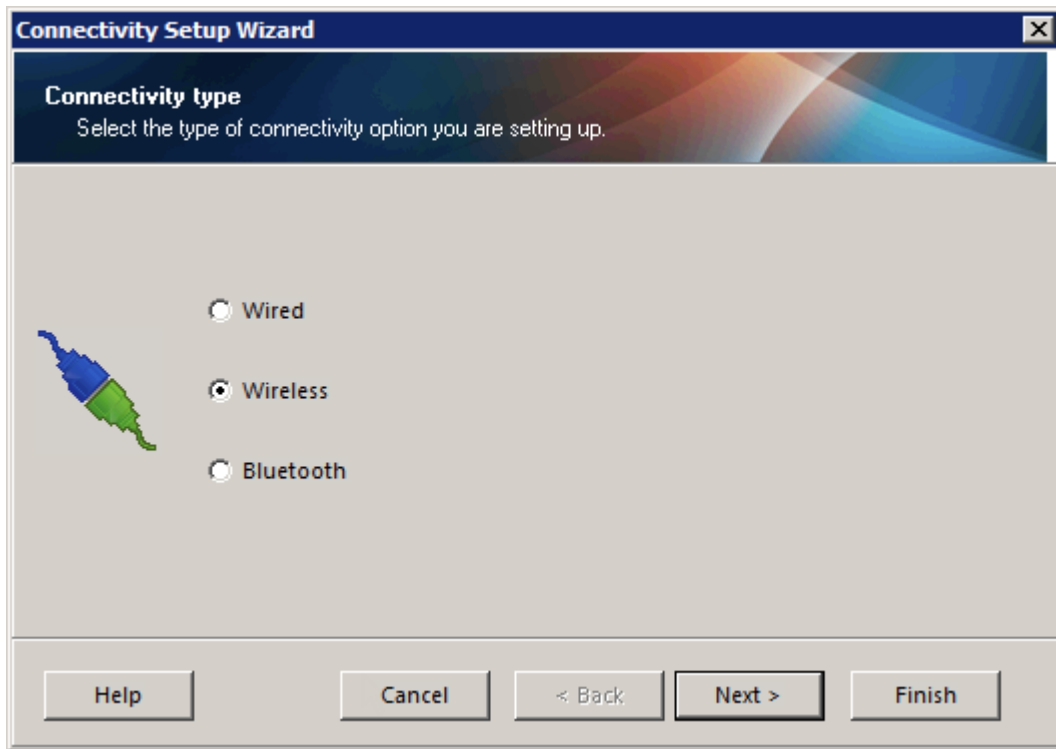 Connectivity Setup Wizard
Connectivity type
Select the type of connectivity option you are setting up.
Wired
Wireless
Bluetooth
Help
Cancel
< Back
Next >
Finish